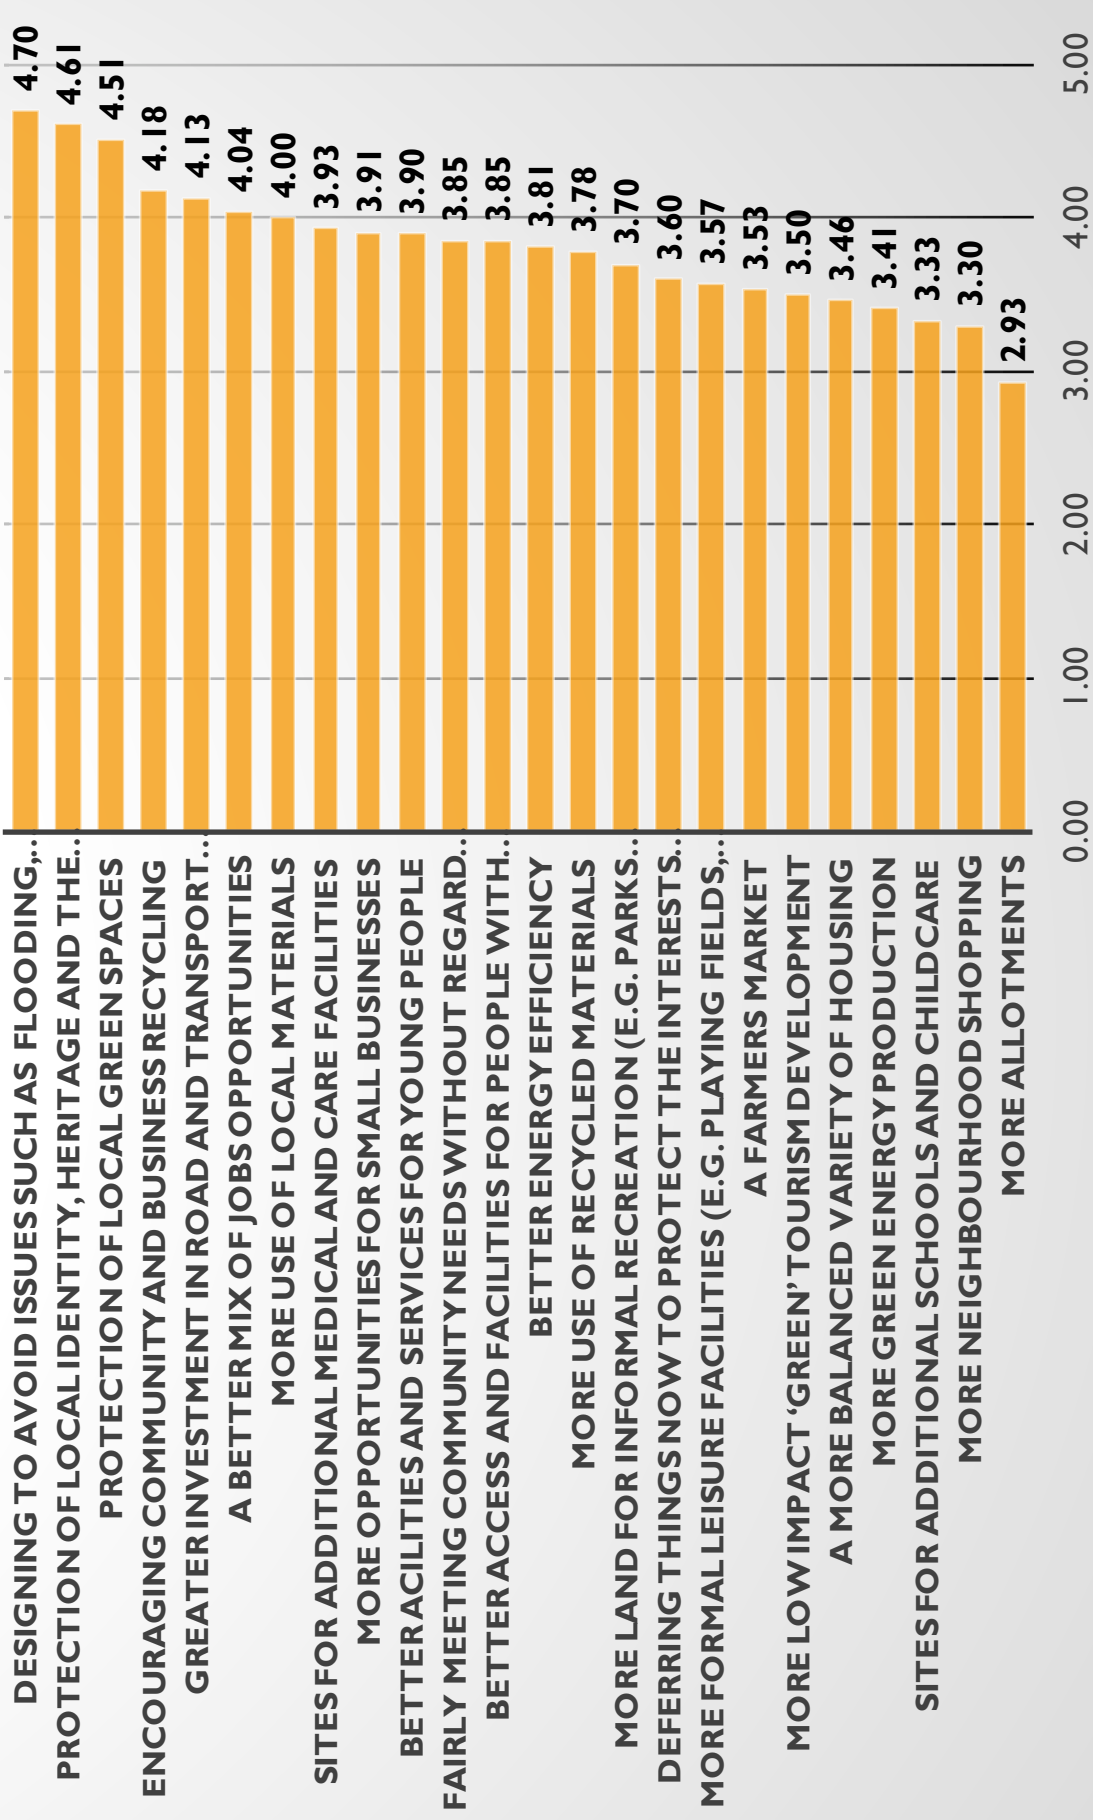 DESIGNING TO AVOID ISSUES SUCH AS FLOODING,... 4.70
PROTECTION OF LOCAL IDENTITY, HERITAGE AND THE... 4.61
PROTECTION OF LOCAL GREEN SPACES 4.51
ENCOURAGING COMMUNITY AND BUSINESS RECYCLING 4.18
GREATER INVESTMENT IN ROAD AND TRANSPORT... 4.13
A BETTER MIX OF JOBS OPPORTUNITIES 4.04
MORE USE OF LOCAL MATERIALS 4.00
SITES FOR ADDITIONAL MEDICAL AND CARE FACILITIES 3.93
MORE OPPORTUNITIES FOR SMALL BUSINESSES 3.91
BETTER FACILITIES AND SERVICES FOR YOUNG PEOPLE 3.90
FAIRLY MEETING COMMUNITY NEEDS WITHOUT REGARD... 3.85
BETTER ACCESS AND FACILITIES FOR PEOPLE WITH... 3.85
BETTER ENERGY EFFICIENCY 3.81
MORE USE OF RECYCLED MATERIALS 3.78
MORE LAND FOR INFORMAL RECREATION (E.G. PARKS... 3.70
DEFERRING THINGS NOW TO PROTECT THE INTERESTS... 3.60
MORE FORMAL LEISURE FACILITIES (E.G. PLAYING FIELDS,... 3.57
A FARMERS MARKET 3.53
MORE LOW IMPACT ‘GREEN’ TOURISM DEVELOPMENT 3.50
A MORE BALANCED VARIETY OF HOUSING 3.46
MORE GREEN ENERGY PRODUCTION 3.41
SITES FOR ADDITIONAL SCHOOLS AND CHILDCARE 3.33
MORE NEIGHBOURHOOD SHOPPING 3.30
MORE ALLOTMENTS 2.93
0.00 1.00 2.00 3.00 4.00 5.00